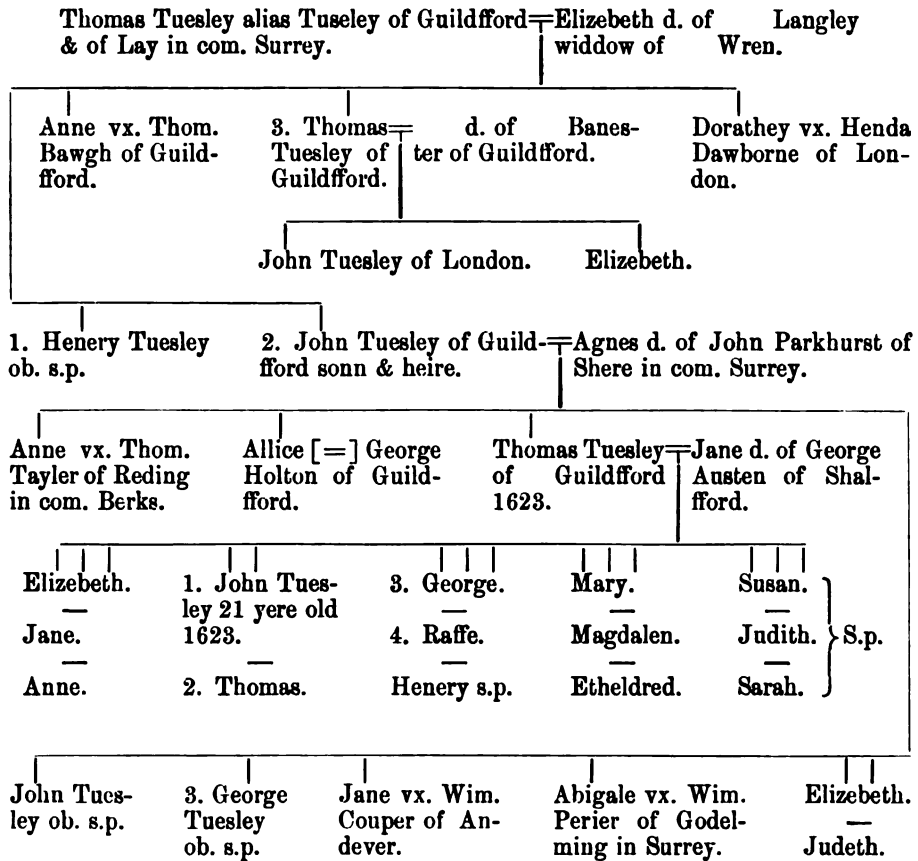 Thomas Tuesley alias Tuseley of Guildfford=Elizebeth d. of Langley
& of Lay in com. Surrey. widdow of Wren.
Anne vx. Thom. 3. Thomas= d. of Banes- Dorathey vx. Henda
Bawgh of Guild- Tuesley of ter of Guildfford. Dawborne of Lon-
fford. Guildfford. don.
John Tuesley of London. Elizebeth.
1. Henery Tuesley 2. John Tuesley of Guild-=Agnes d. of John Parkhurst of
ob. s.p. fford sonn & heire. Shere in com. Surrey.
Anne vx. Thom. Allice [=] George Thomas Tuesley=Jane d. of George
Tayler of Reding Holton of Guild- of Guildfford Austen of Shal-
in com. Berks. fford. 1623. fford.
Elizebeth. 1. John Tues- 3. George. Mary. Susan.
ley 21 yere old
Jane. 1623. 4. Raffe. Magdalen. Judith. S.p.
Anne. 2. Thomas. Henery s.p. Etheldred. Sarah.
John Tues- 3. George Jane vx. Wim. Abigale vx. Wim. Elizebeth.
ley ob. s.p. Tuesley Couper of An- Perier of Godel-
ob. s.p. dever. ming in Surrey. Judeth.